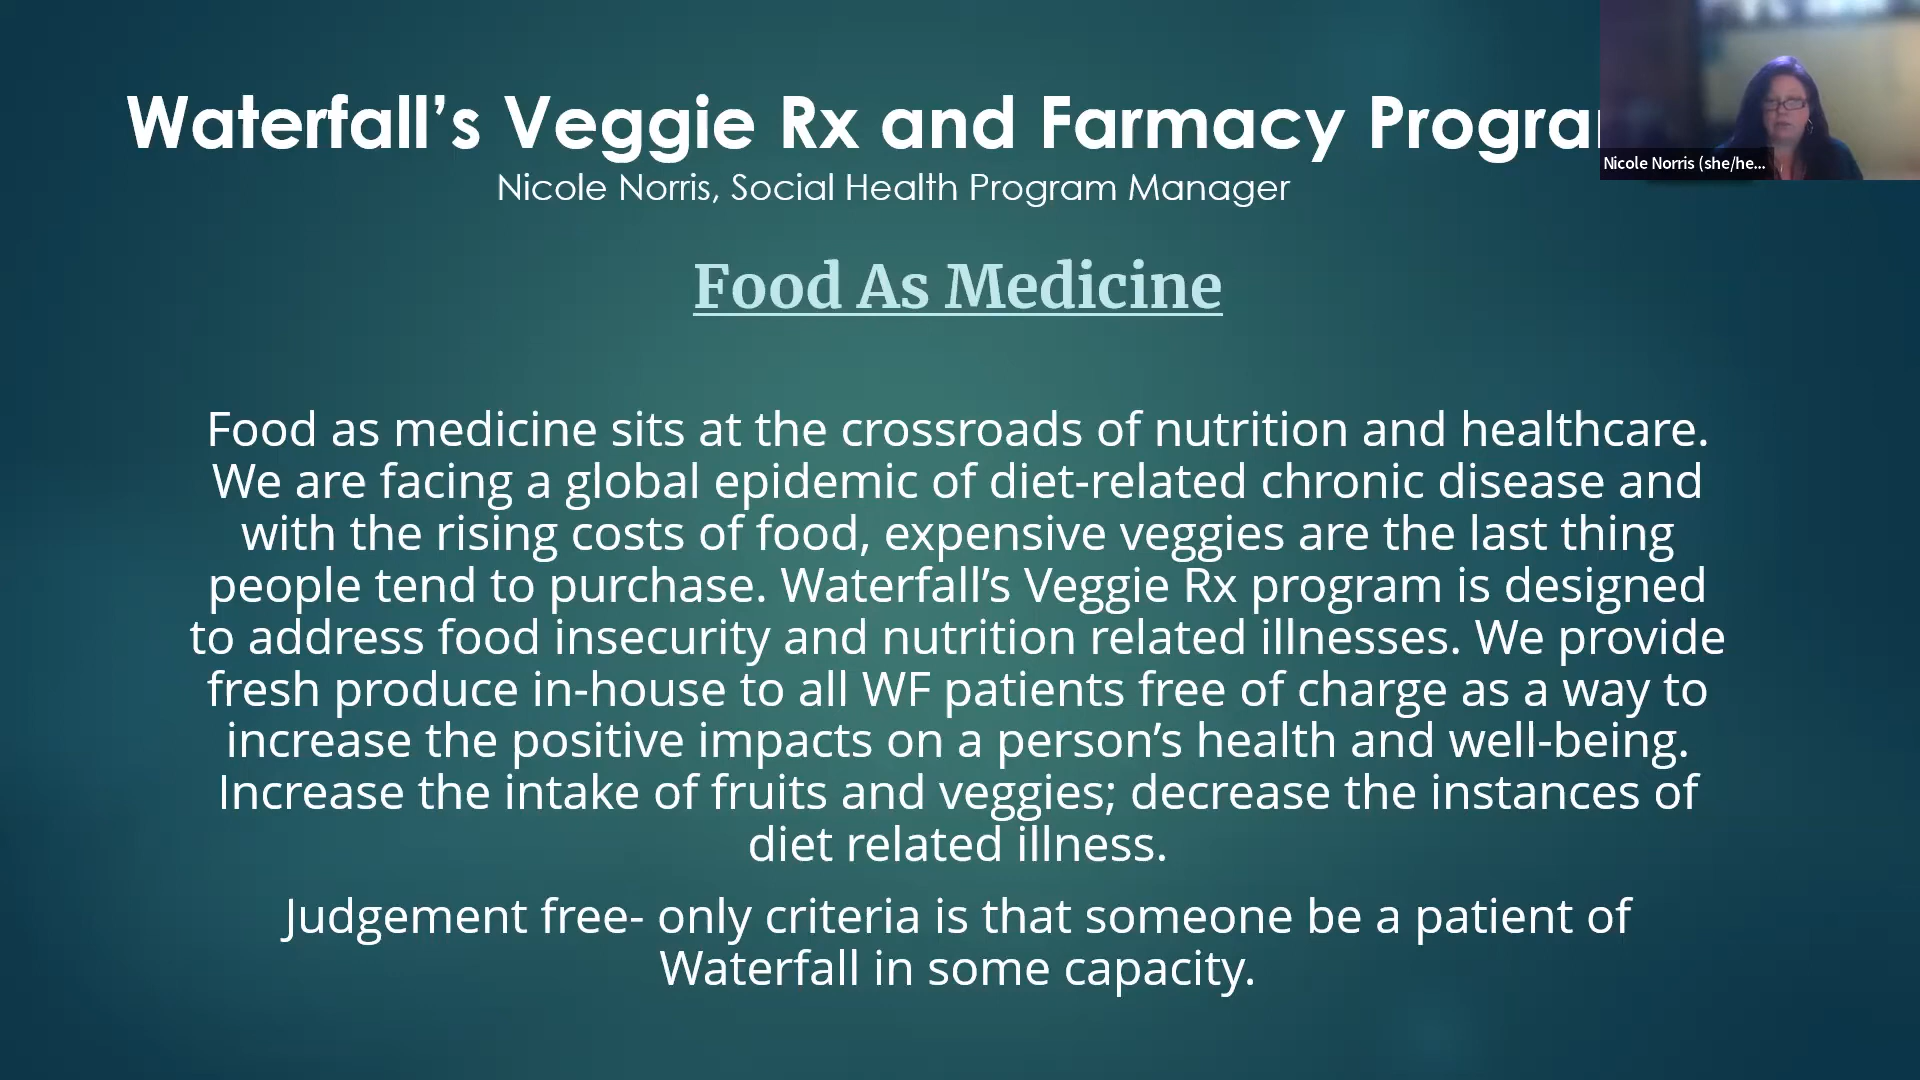 Waterfall’s Veggie Rx and Farmacy Progra
Nicole Norris (she/he...
Nicole Norris, Social Health Program Manager
Food As Medicine
Food as medicine sits at the crossroads of nutrition and healthcare.
We are facing a global epidemic of diet-related chronic disease and
with the rising costs of food, expensive veggies are the last thing
people tend to purchase. Waterfall’s Veggie Rx program is designed
to address food insecurity and nutrition related illnesses. We provide
fresh produce in-house to all WF patients free of charge as a way to
increase the positive impacts on a person’s health and well-being.
Increase the intake of fruits and veggies; decrease the instances of
diet related illness.
Judgement free- only criteria is that someone be a patient of
Waterfall in some capacity.